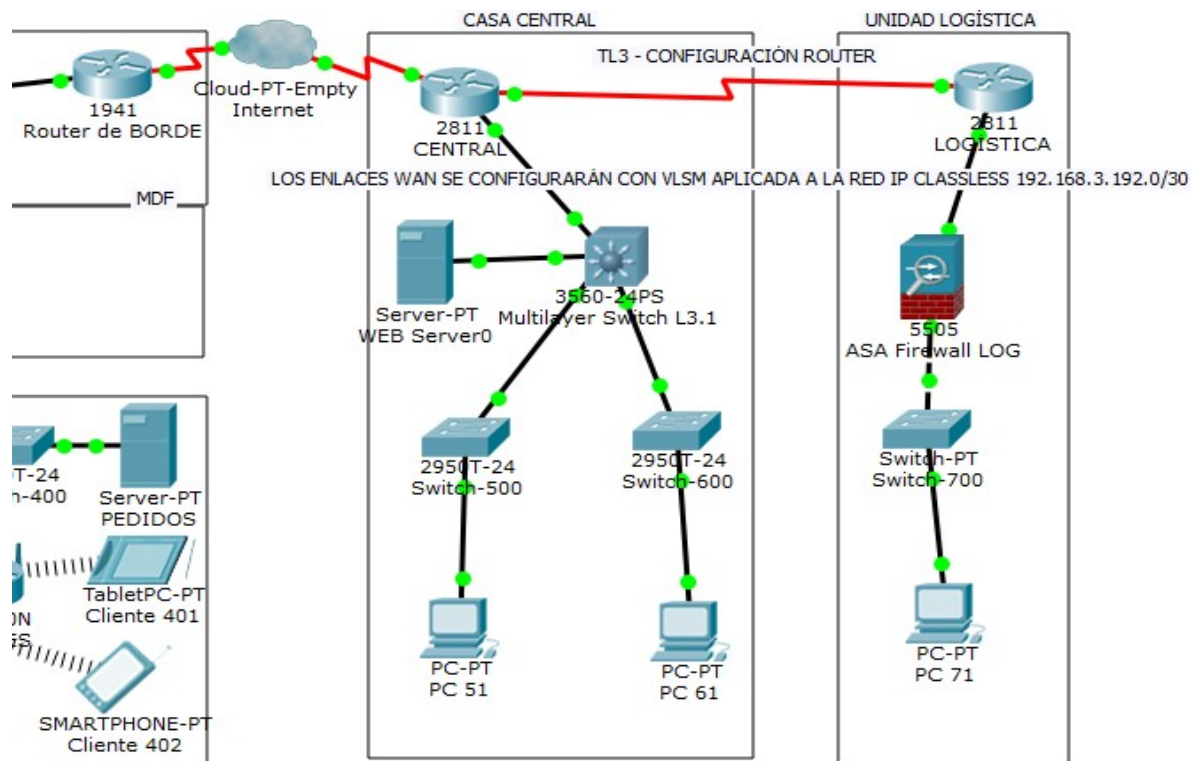 CASA CENTRAL
UNIDAD LOGÍSTICA
TL3 - CONFIGURACIÓN ROUTER
1941
Router de BORDE
Cloud-PT-Empty
Internet
2811
CENTRAL
2811
LOGISTICA
LOS ENLACES WAN SE CONFIGURARÁN CON VLSM APLICADA A LA RED IP CLASSLESS 192.168.3.192.0/30
MDF
Server-PT
WEB Server0
3560-24PS
Multilayer Switch L3.1
5505
ASA Firewall LOG
2950T-24
Switch-500
2950T-24
Switch-600
Switch-PT
Switch-700
0T-24
h-400
Server-PT
PEDIDOS
TabletPC-PT
Cliente 401
SMARTPHONE-PT
Cliente 402
PC-PT
PC 51
PC-PT
PC 61
PC-PT
PC 71